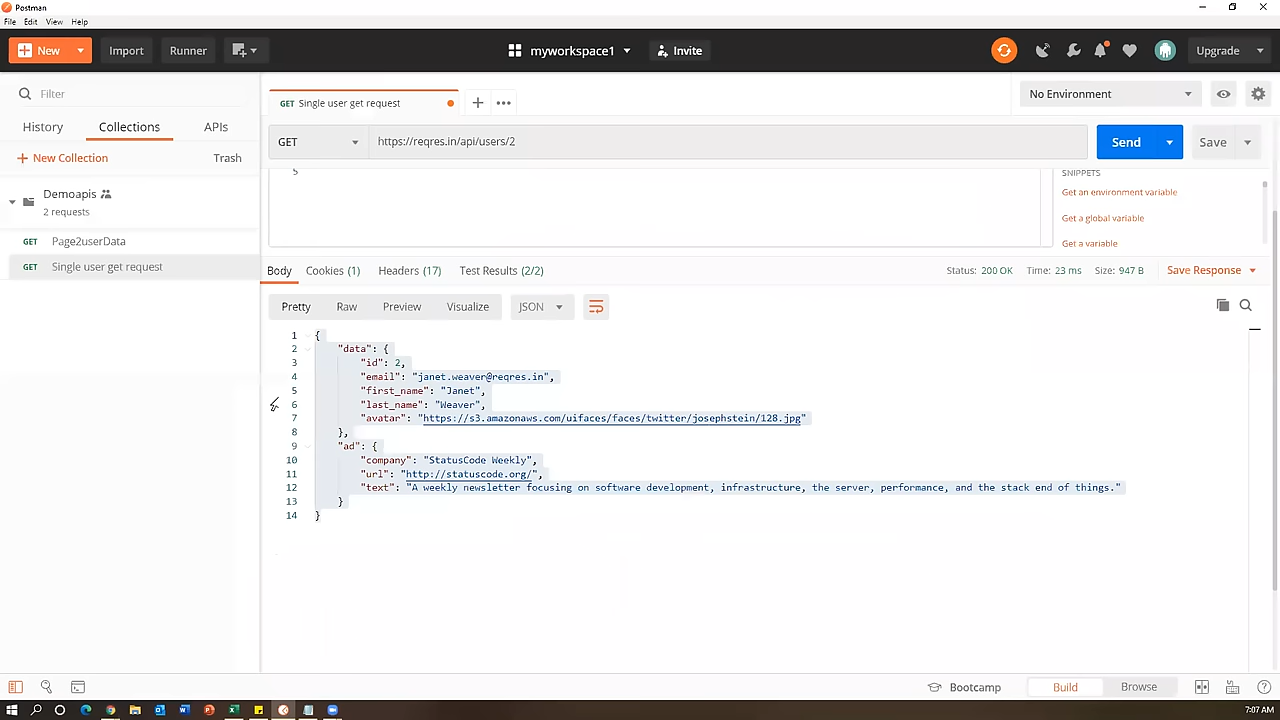 Postman
File Edit View Help
New Import Runner myworkspace1 Invite Upgrade
Filter
History Collections APIs
+ New Collection Trash
Demoapis
2 requests
GET Page2userData
GET Single user get request
GET Single user get request
No Environment
GET https://reqres.in/api/users/2 Send Save
5
SNIPPETS
Get an environment variable
Get a global variable
Get a variable
Body Cookies (1) Headers (17) Test Results (2/2) Status: 200 OK Time: 23 ms Size: 947 B Save Response
Pretty Raw Preview Visualize JSON
1 {
2 "data": {
3 "id": 2,
4 "email": "janet.weaver@reqres.in",
5 "first_name": "Janet",
6 "last_name": "Weaver",
7 "avatar": "https://s3.amazonaws.com/uifaces/faces/twitter/josephstein/128.jpg"
8 },
9 "ad": {
10 "company": "StatusCode Weekly",
11 "url": "http://statuscode.org/",
12 "text": "A weekly newsletter focusing on software development, infrastructure, the server, performance, and the stack end of things."
13 }
14 }
Bootcamp Build Browse
7:07 AM